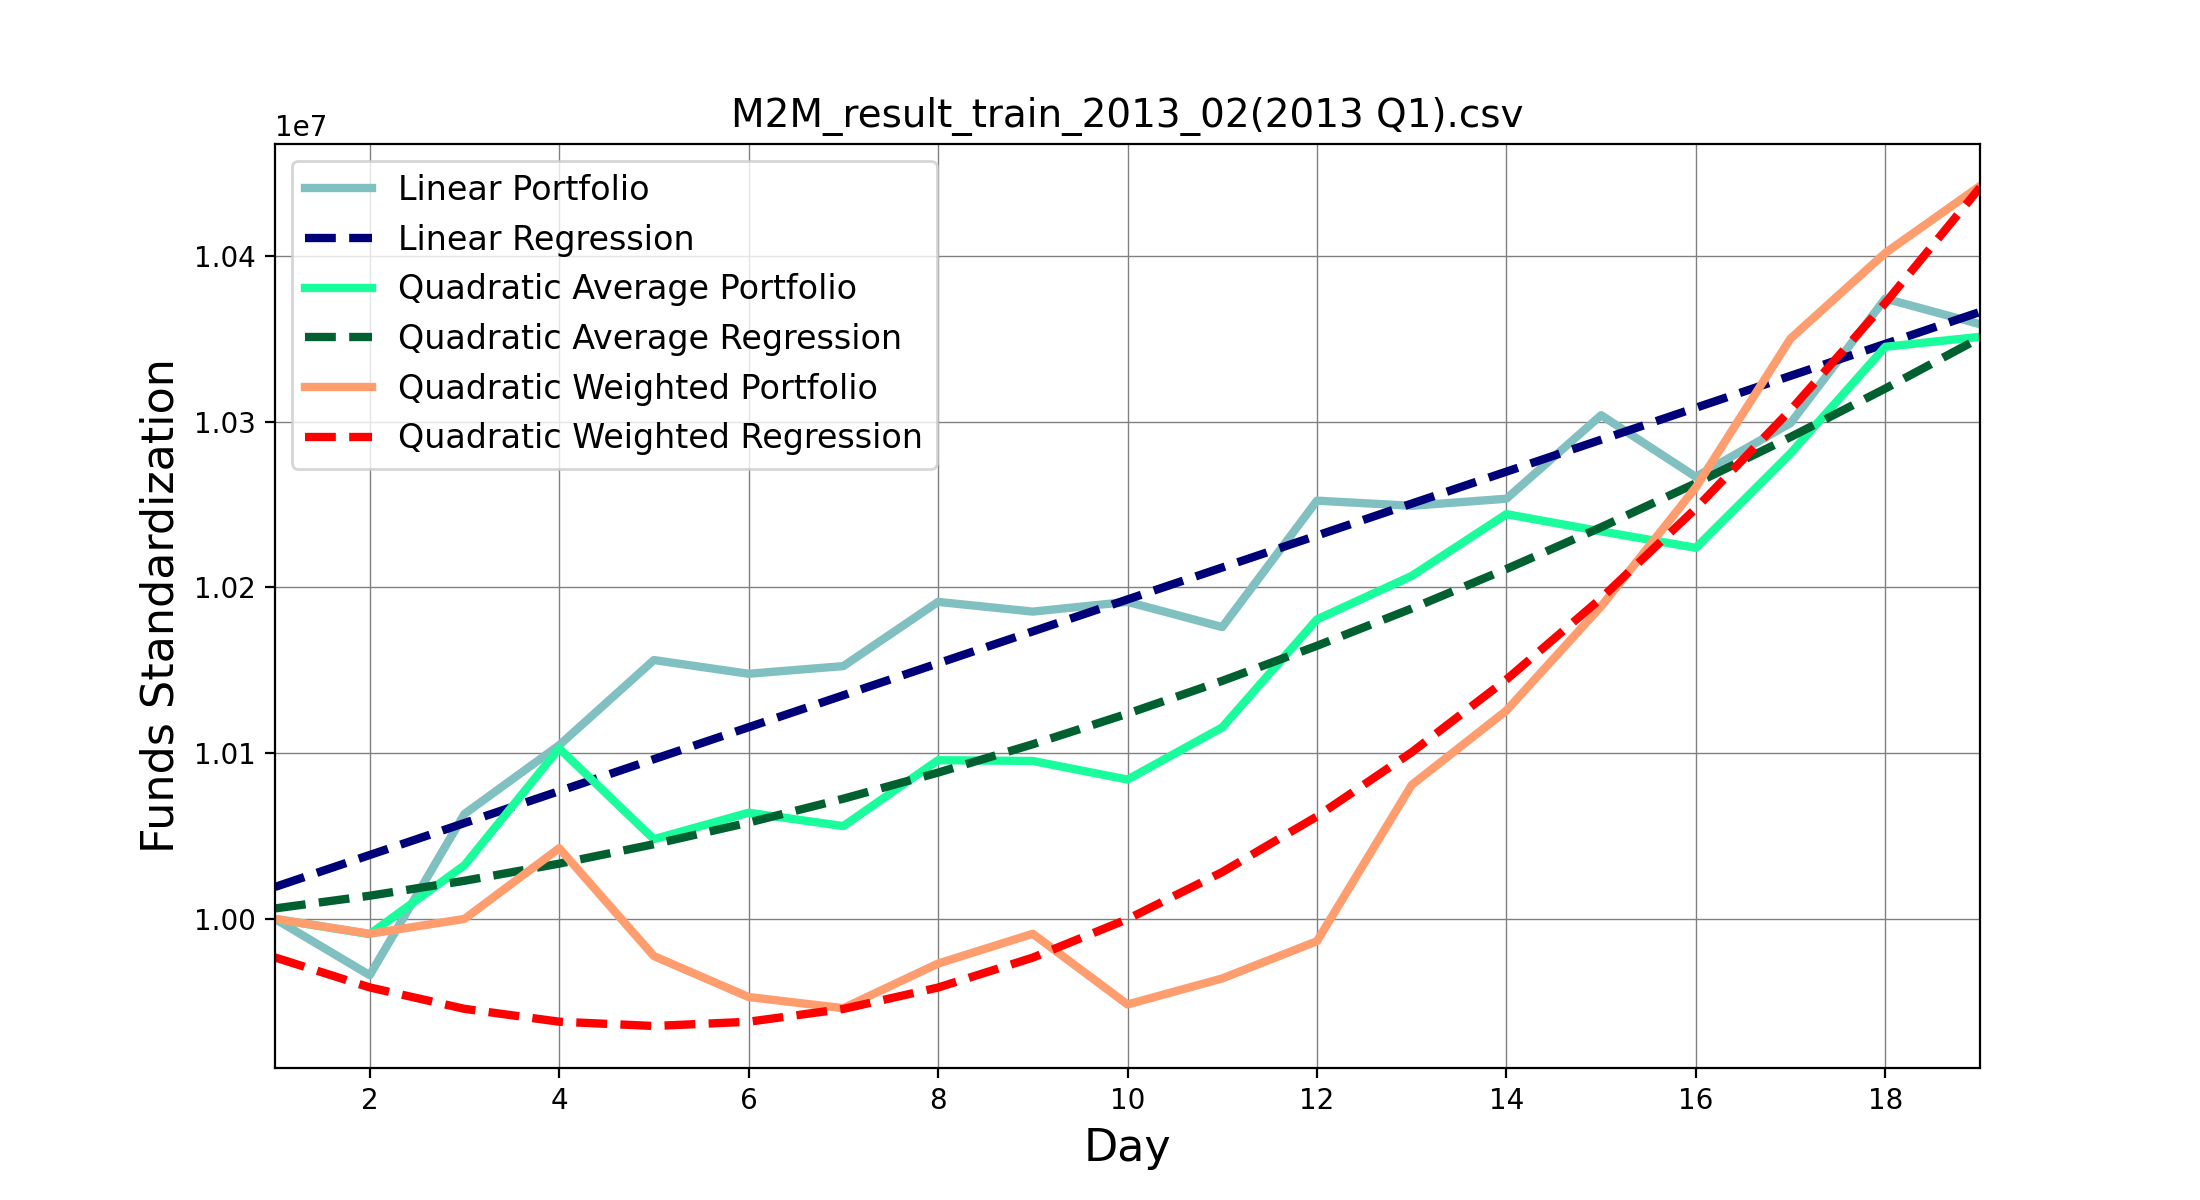 M2M_result_train_2013_02(2013 Q1).csv
1e7
Linear Portfolio
Linear Regression
Quadratic Average Portfolio
Quadratic Average Regression
Quadratic Weighted Portfolio
Quadratic Weighted Regression
1.04
1.03
1.02
1.01
1.00
Funds Standardization
2 4 6 8 10 12 14 16 18
Day